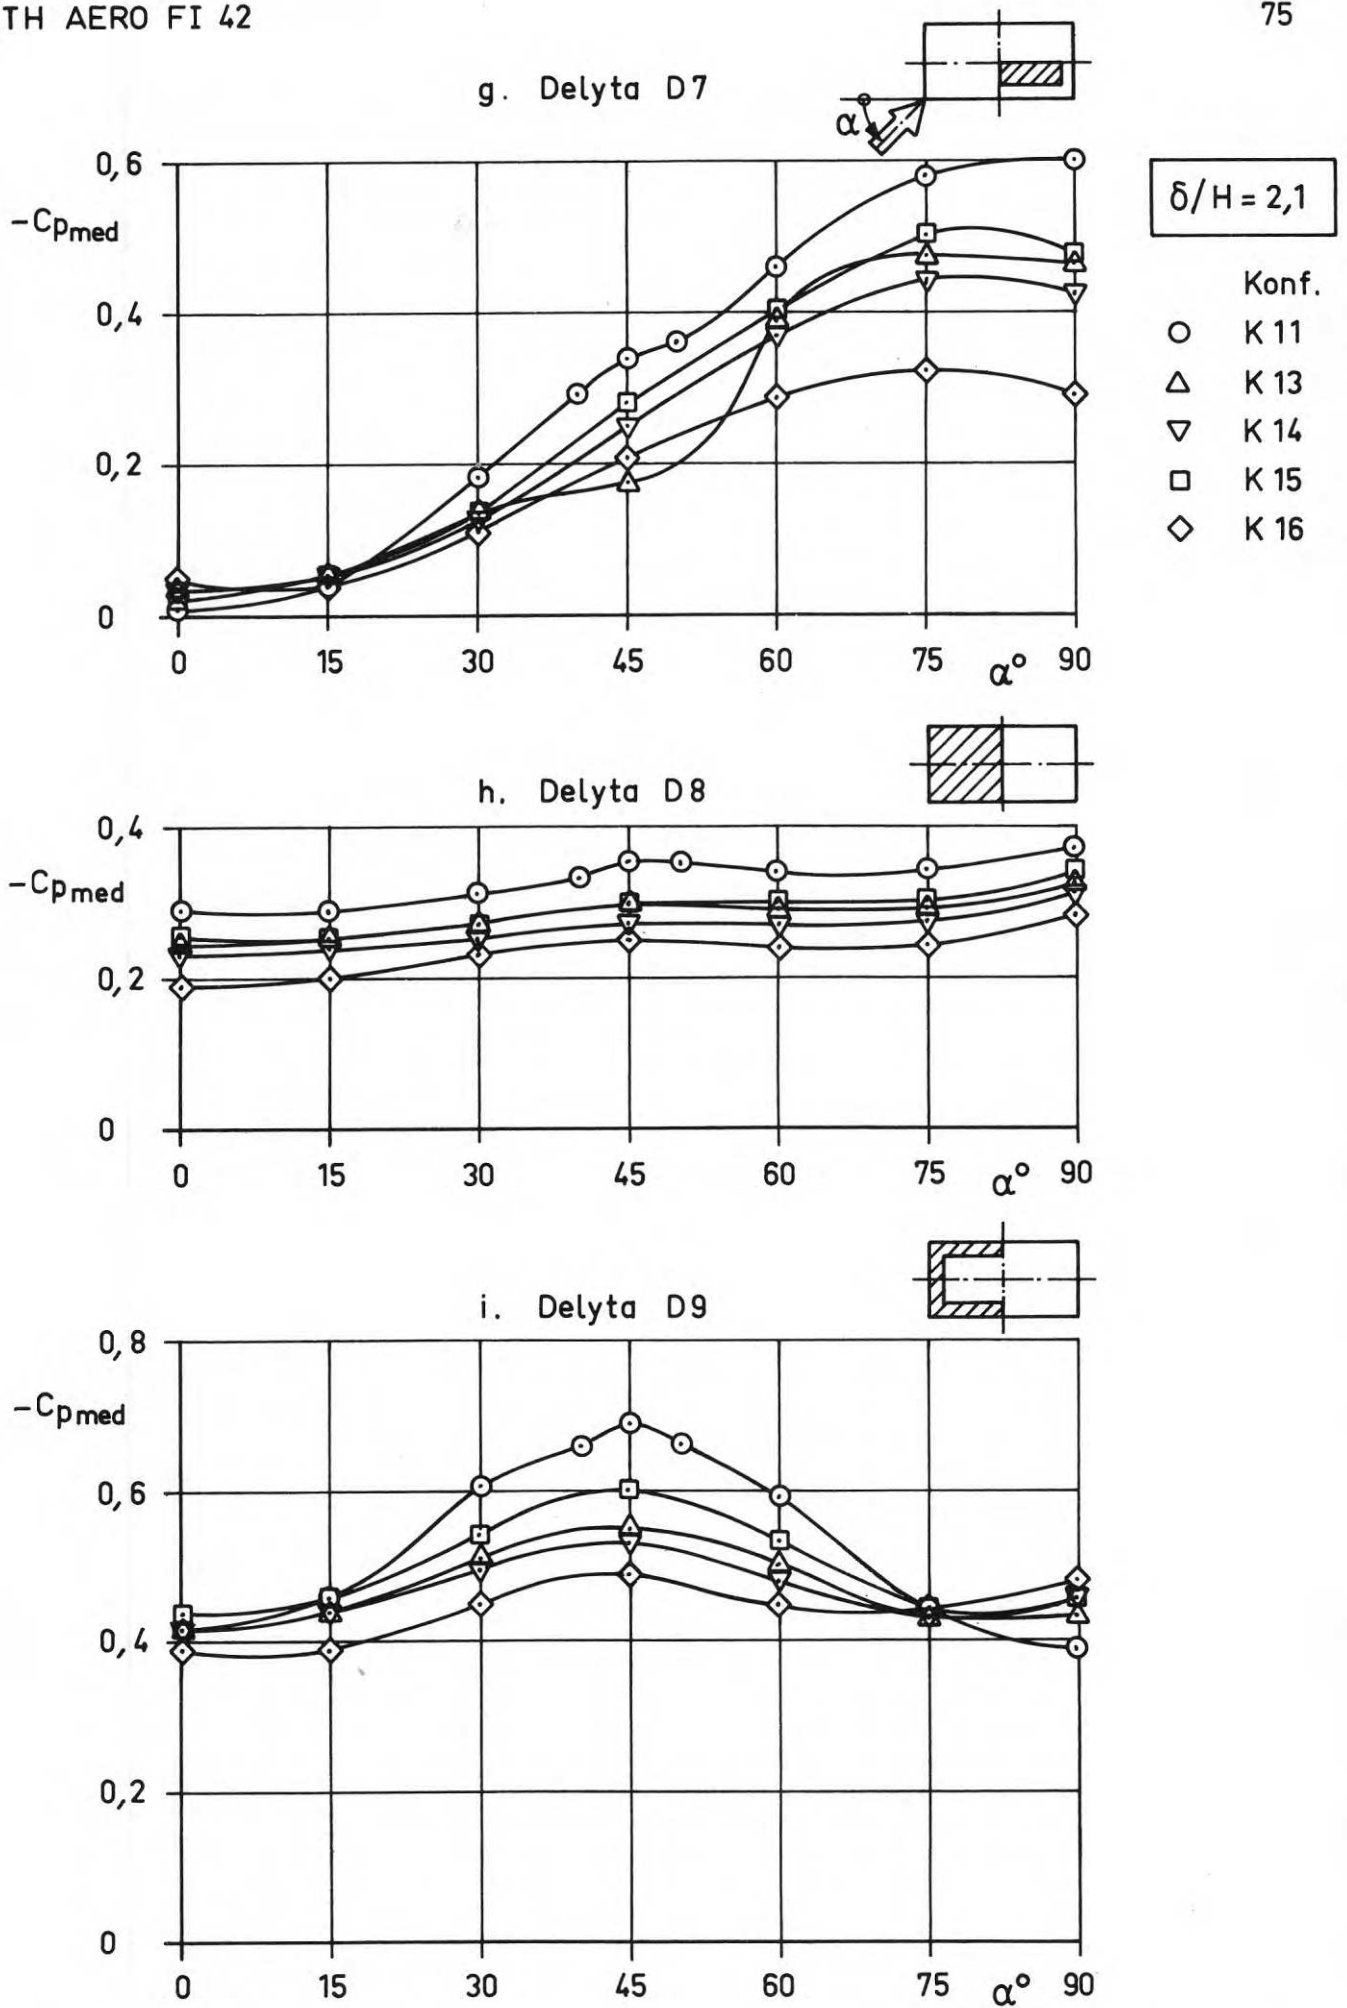 TH AERO FI 42
75
g. Delyta D7
α
0,6
-Cpmed
0,4
0,2
0
0 15 30 45 60 75 α° 90
δ/H = 2,1
Konf.
K 11
K 13
K 14
K 15
K 16
h. Delyta D8
0,4
-Cpmed
0,2
0
0 15 30 45 60 75 α° 90
i. Delyta D9
0,8
-Cpmed
0,6
0,4
0,2
0
0 15 30 45 60 75 α° 90